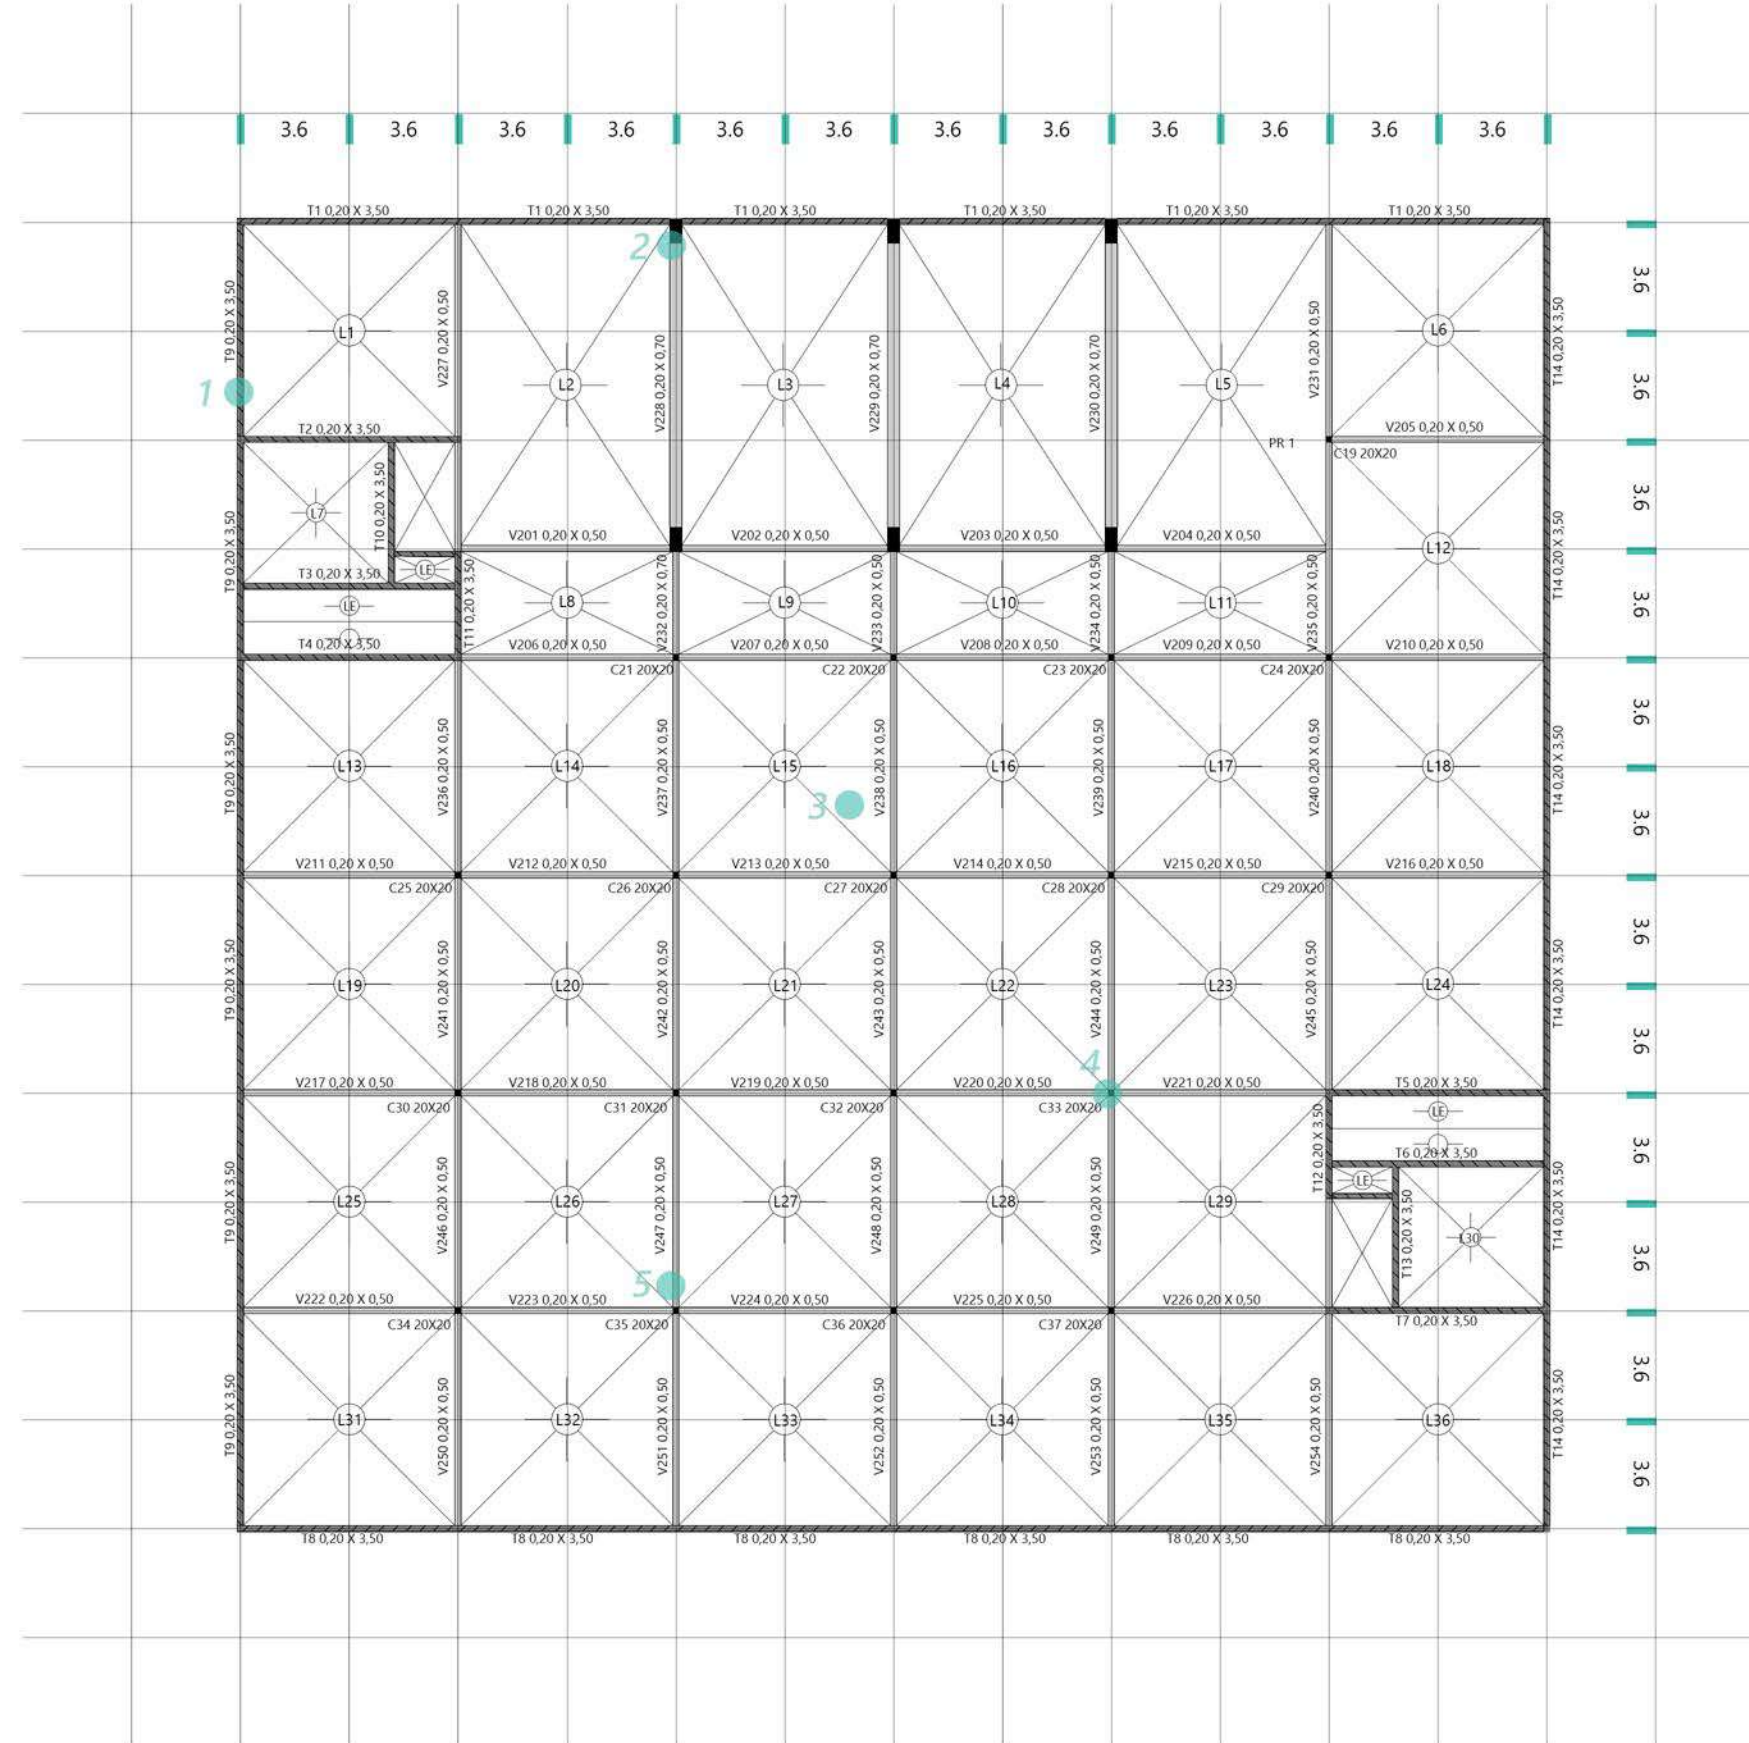 3.6 3.6 3.6 3.6 3.6 3.6 3.6 3.6 3.6 3.6 3.6 3.6
T1 0,20 X 3,50 T1 0,20 X 3,50 T1 0,20 X 3,50 T1 0,20 X 3,50 T1 0,20 X 3,50 T1 0,20 X 3,50
2
3.6
T9 0,20 X 3,50 V227 0,20 X 0,50 V231 0,20 X 0,50 T14 0,20 X 3,50
L1 L6
V228 0,20 X 0,70 V229 0,20 X 0,70 V230 0,20 X 0,70
1 L2 L3 L4 L5 3.6
T2 0,20 X 3,50 V205 0,20 X 0,50
PR 1 C19 20X20
T10 0,20 X 3,50 3.6
L7
V201 0,20 X 0,50 V202 0,20 X 0,50 V203 0,20 X 0,50 V204 0,20 X 0,50
T9 0,20 X 3,50 L12 T14 0,20 X 3,50
T3 0,20 X 3,50 LE
T11 0,20 X 3,50 V232 0,20 X 0,70 V233 0,20 X 0,50 V234 0,20 X 0,50 V235 0,20 X 0,50
LE L8 L9 L10 L11 3.6
T4 0,20 X 3,50 V206 0,20 X 0,50 V207 0,20 X 0,50 V208 0,20 X 0,50 V209 0,20 X 0,50 V210 0,20 X 0,50
C21 20X20 C22 20X20 C23 20X20 C24 20X20
3.6
T9 0,20 X 3,50 V236 0,20 X 0,50 V237 0,20 X 0,50 V238 0,20 X 0,50 V239 0,20 X 0,50 V240 0,20 X 0,50 T14 0,20 X 3,50
L13 L14 L15 L16 L17 L18
3 3.6
V211 0,20 X 0,50 V212 0,20 X 0,50 V213 0,20 X 0,50 V214 0,20 X 0,50 V215 0,20 X 0,50 V216 0,20 X 0,50
C25 20X20 C26 20X20 C27 20X20 C28 20X20 C29 20X20
3.6
T9 0,20 X 3,50 V241 0,20 X 0,50 V242 0,20 X 0,50 V243 0,20 X 0,50 V244 0,20 X 0,50 V245 0,20 X 0,50 T14 0,20 X 3,50
L19 L20 L21 L22 L23 L24
3.6
4
V217 0,20 X 0,50 V218 0,20 X 0,50 V219 0,20 X 0,50 V220 0,20 X 0,50 V221 0,20 X 0,50 T5 0,20 X 3,50
C30 20X20 C31 20X20 C32 20X20 C33 20X20 LE
T12 0,20 X 3,50 T6 0,20 X 3,50 3.6
LE
T9 0,20 X 3,50 V246 0,20 X 0,50 V247 0,20 X 0,50 V248 0,20 X 0,50 V249 0,20 X 0,50 T14 0,20 X 3,50
L25 L26 L27 L28 L29
T13 0,20 X 3,50 L30 3.6
5
V222 0,20 X 0,50 V223 0,20 X 0,50 V224 0,20 X 0,50 V225 0,20 X 0,50 V226 0,20 X 0,50
C34 20X20 C35 20X20 C36 20X20 C37 20X20 T7 0,20 X 3,50
3.6
T9 0,20 X 3,50 V250 0,20 X 0,50 V251 0,20 X 0,50 V252 0,20 X 0,50 V253 0,20 X 0,50 V254 0,20 X 0,50 T14 0,20 X 3,50
L31 L32 L33 L34 L35 L36
3.6
T8 0,20 X 3,50 T8 0,20 X 3,50 T8 0,20 X 3,50 T8 0,20 X 3,50 T8 0,20 X 3,50 T8 0,20 X 3,50